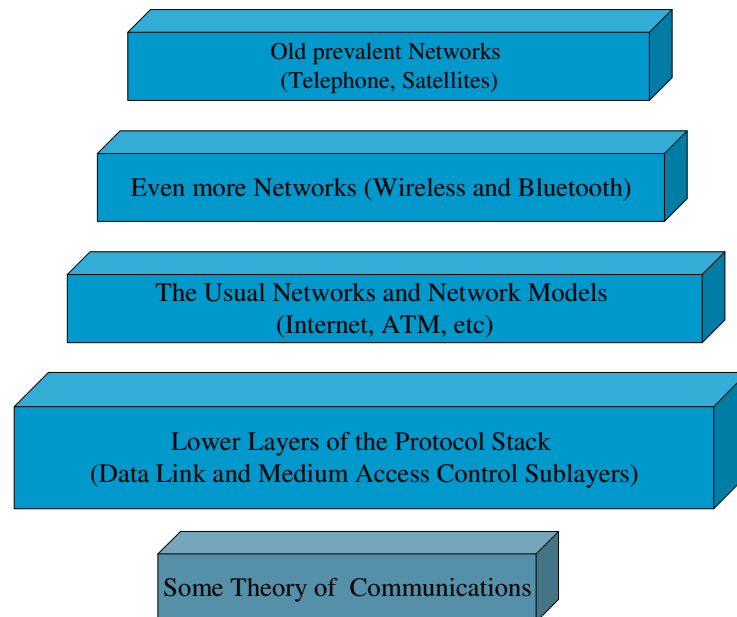 Old prevalent Networks
(Telephone, Satellites)
Even more Networks (Wireless and Bluetooth)
The Usual Networks and Network Models
(Internet, ATM, etc)
Lower Layers of the Protocol Stack
(Data Link and Medium Access Control Sublayers)
Some Theory of Communications